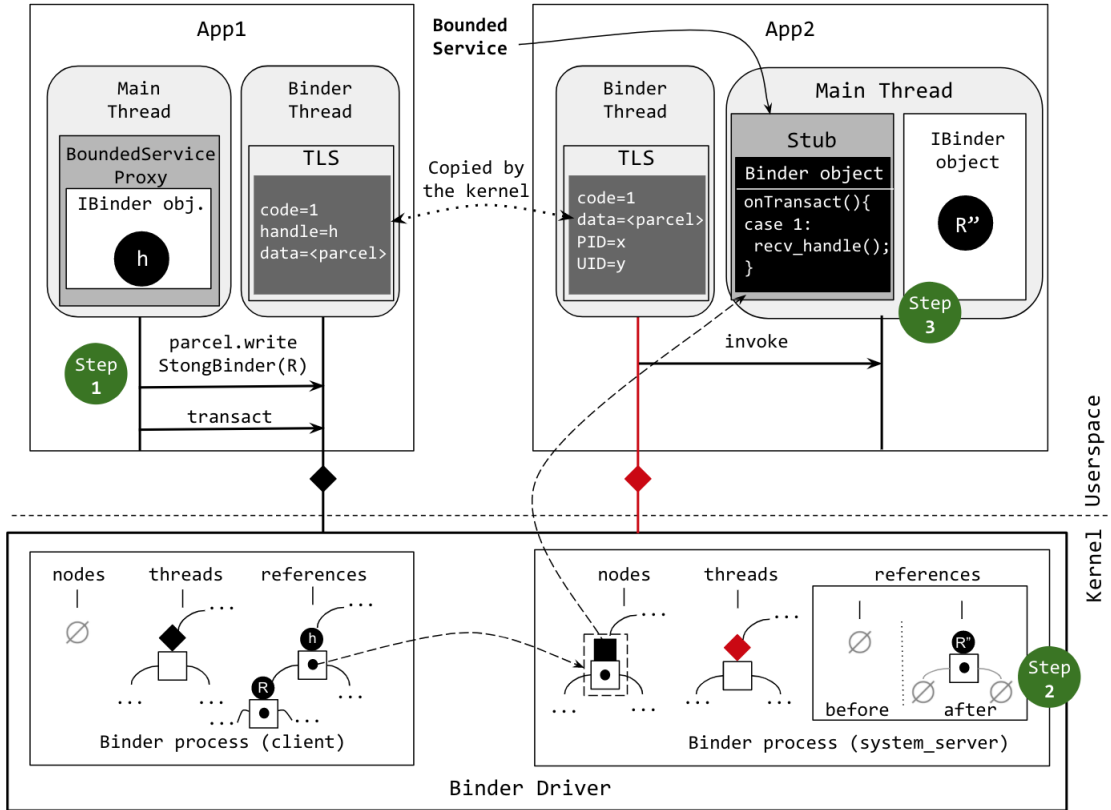 App1
Main
Thread
BoundedService
Proxy
IBinder obj.
h
Binder
Thread
TLS
code=1
handle=h
data=<parcel>
Step
1
parcel.write
StongBinder(R)
transact
Copied by
the kernel
Bounded
Service
App2
Binder
Thread
TLS
code=1
data=<parcel>
PID=x
UID=y
Main Thread
Stub
Binder object
onTransact(){
case 1:
recv_handle();
}
IBinder
object
R”
Step
3
invoke
Userspace
Kernel
nodes
∅
threads
...
... ...
references
...
h
...
R
... ...
Binder process (client)
nodes
...
... ...
threads
...
... ...
references
∅
before
R”
∅ ∅
after
Step
2
Binder process (system_server)
Binder Driver